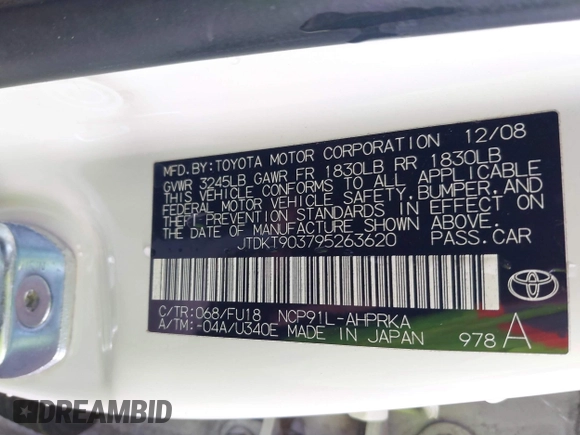 MFD.BY:TOYOTA MOTOR CORPORATION 12/08
GVWR 3245LB GAWR FR 1830LB RR 1830LB
THIS VEHICLE CONFORMS TO ALL APPLICABLE
FEDERAL MOTOR VEHICLE SAFETY,BUMPER,AND
THEFT PREVENTION STANDARDS IN EFFECT ON
THE DATE OF MANUFACTURE SHOWN ABOVE.
JTDKT903795263620 PASS.CAR
C/TR:068/FU18 NCP91L-AHPRKA
A/TM:-04A/U340E MADE IN JAPAN 978 A
DREAMBID